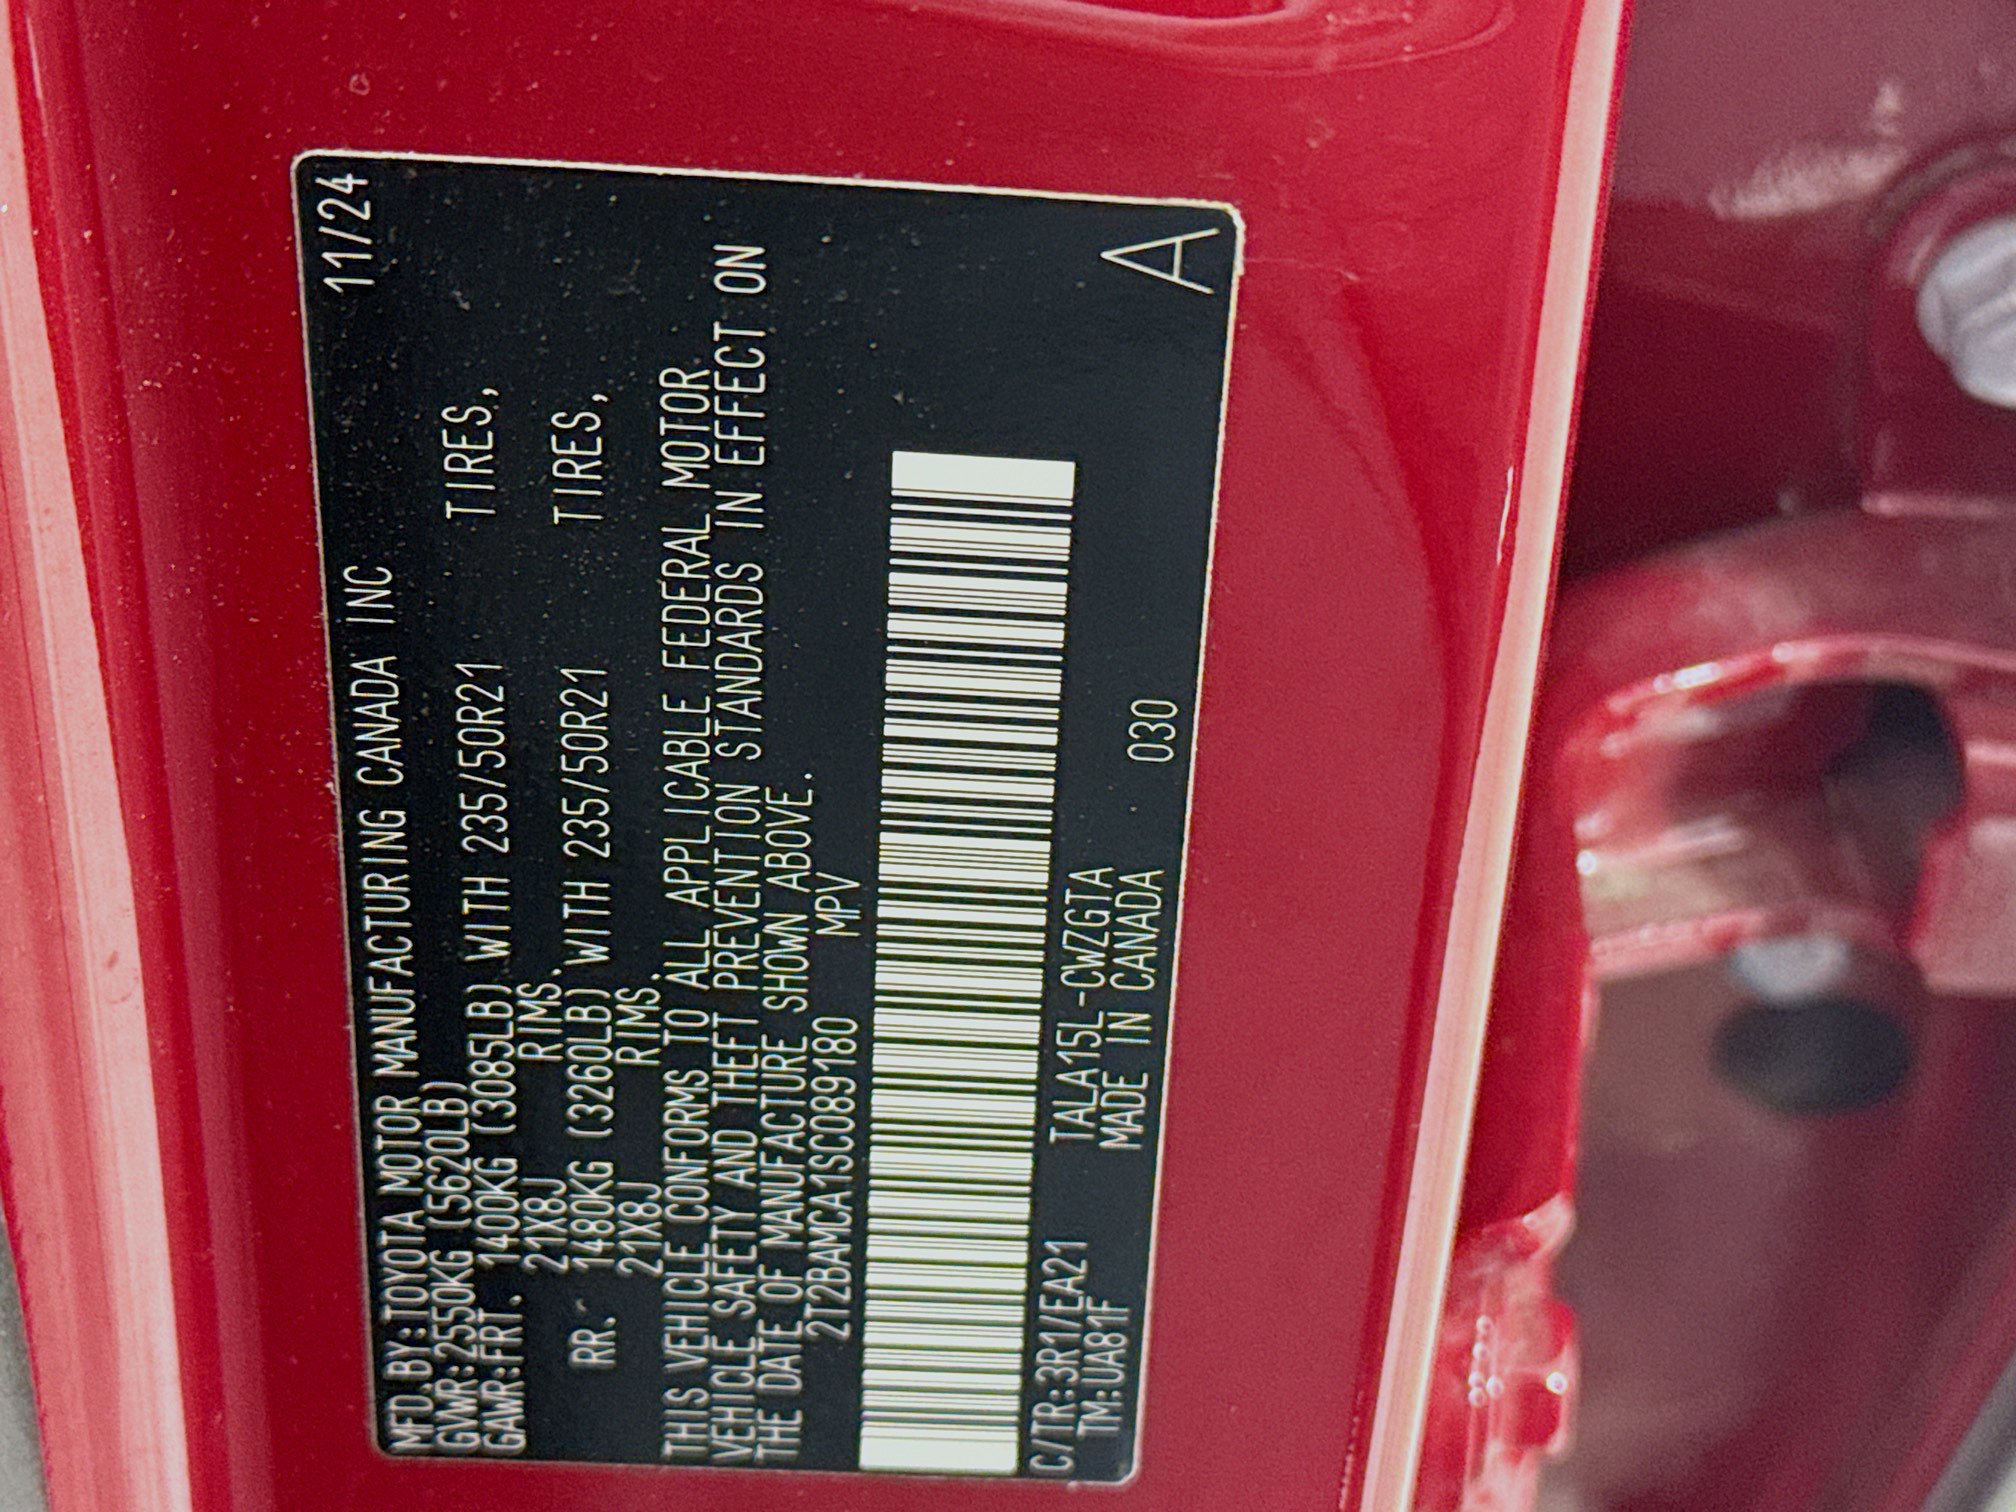 MFD.BY:TOYOTA MOTOR MANUFACTURING CANADA INC 11/24
GVWR:2550KG (5620LB)
GAWR:FRT. 1400KG (3085LB) WITH 235/50R21 TIRES,
21X8J RIMS.
RR. 1480KG (3260LB) WITH 235/50R21 TIRES,
21X8J RIMS.
THIS VEHICLE CONFORMS TO ALL APPLICABLE FEDERAL MOTOR
VEHICLE SAFETY AND THEFT PREVENTION STANDARDS IN EFFECT ON
THE DATE OF MANUFACTURE SHOWN ABOVE.
2T2BAMCA1SC089180 MPV
C/TR:3R1/EA21 TALA15L-CWZGTA A
TM:UA81F MADE IN CANADA 030